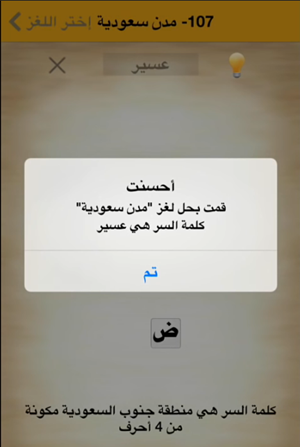 107- مدن سعودية إختر اللغز
عسير
أحسنت
قمت بحل لغز "مدن سعودية"
كلمة السر هي عسير
تم
ض
كلمة السر هي منطقة جنوب السعودية مكونة
من 4 أحرف